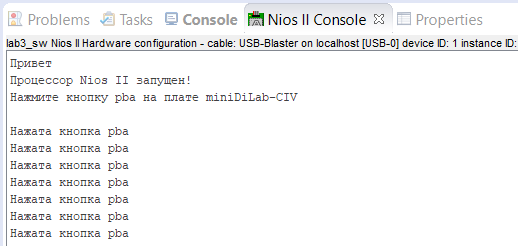 Problems Tasks Console Nios II Console Properties
lab3_sw Nios II Hardware configuration - cable: USB-Blaster on localhost [USB-0] device ID: 1 instance ID:
Привет
Процессор Nios II запущен!
Нажмите кнопку pba на плате miniDiLab-CIV
Нажата кнопка pba
Нажата кнопка pba
Нажата кнопка pba
Нажата кнопка pba
Нажата кнопка pba
Нажата кнопка pba
Нажата кнопка pba